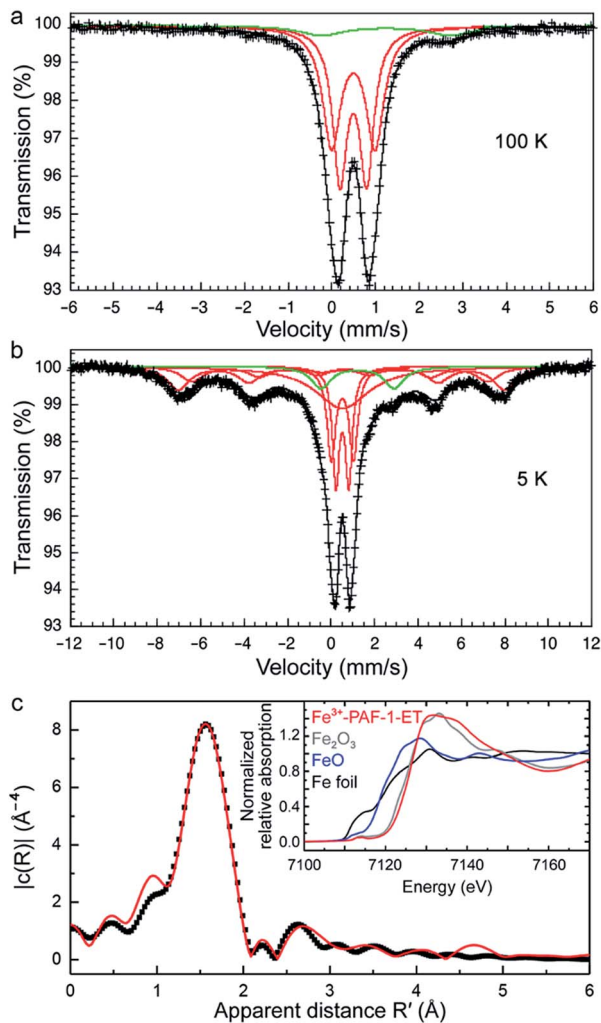 a
100
99
98
97
96
95
94
93
Transmission (%)
100 K
−6 −5 −4 −3 −2 −1 0 1 2 3 4 5 6
Velocity (mm/s)
b
100
99
98
97
96
95
94
93
Transmission (%)
5 K
−12 −10 −8 −6 −4 −2 0 2 4 6 8 10 12
Velocity (mm/s)
c
8
6
4
2
0
|c(R)| (Å⁻⁴)
Fe³⁺-PAF-1-ET
Fe₂O₃
FeO
Fe foil
Normalized
relative absorption
1.2
0.8
0.4
0.0
7100 7120 7140 7160
Energy (eV)
0 1 2 3 4 5 6
Apparent distance R′ (Å)